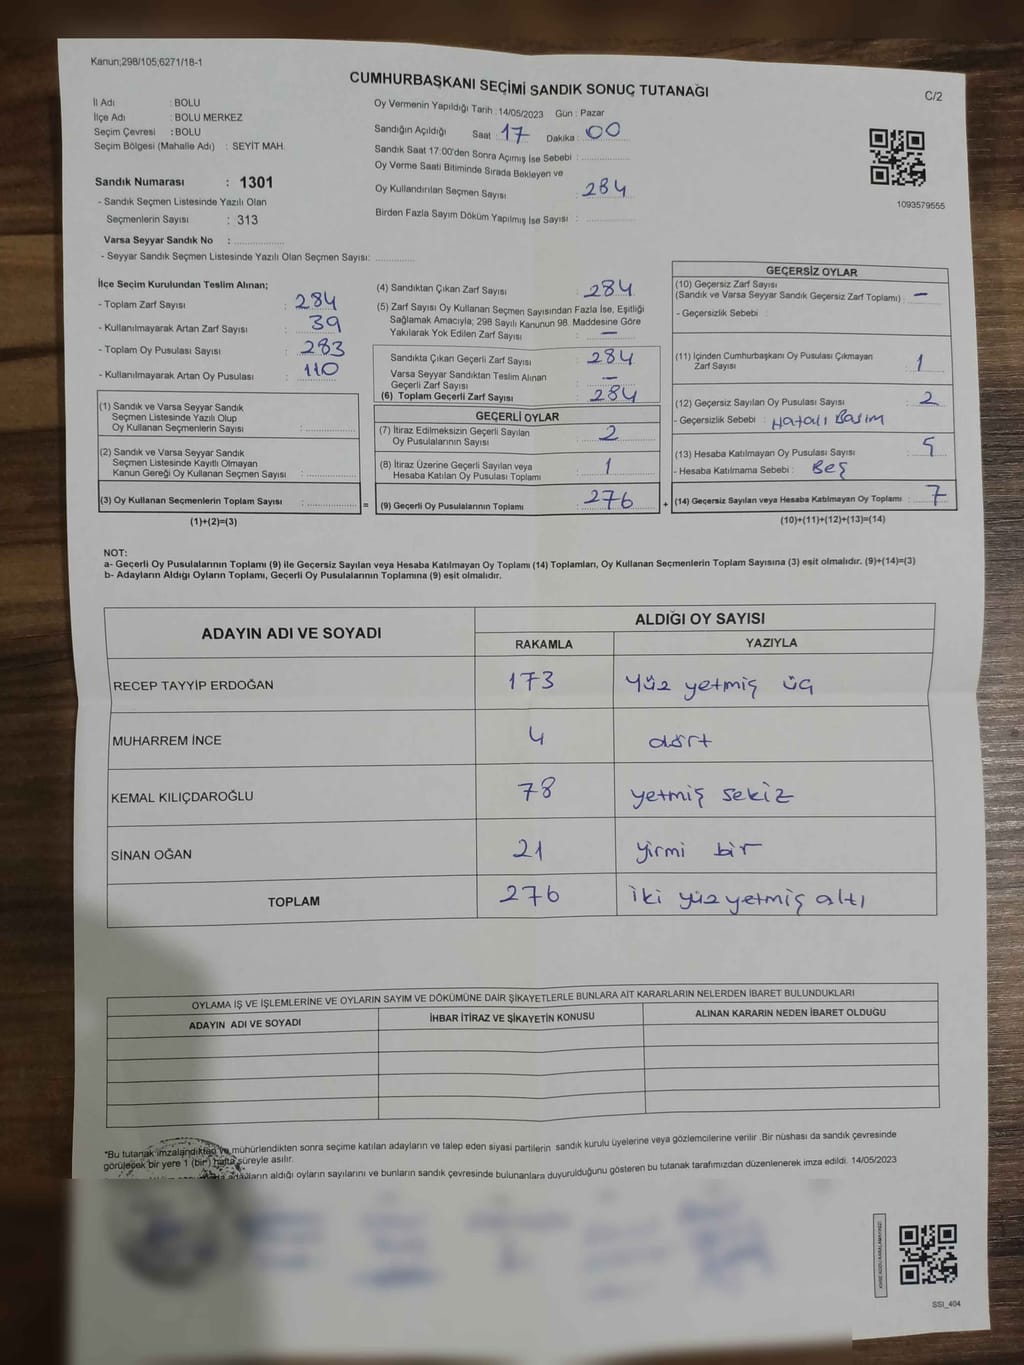 Kanun;298/105;6271/18-1
CUMHURBAŞKANI SEÇİMİ SANDIK SONUÇ TUTANAĞI
C/2
İl Adı : BOLU
İlçe Adı : BOLU MERKEZ
Seçim Çevresi : BOLU
Seçim Bölgesi (Mahalle Adı) : SEYİT MAH.
Sandık Numarası : 1301
- Sandık Seçmen Listesinde Yazılı Olan
Seçmenlerin Sayısı : 313
Varsa Seyyar Sandık No :
- Seyyar Sandık Seçmen Listesinde Yazılı Olan Seçmen Sayısı:
Oy Vermenin Yapıldığı Tarih : 14/05/2023 Gün : Pazar
Sandığın Açıldığı Saat : 17 Dakika : 00
Sandık Saat 17:00'den Sonra Açımış İse Sebebi :
Oy Verme Saati Bitiminde Sırada Bekleyen ve
Oy Kullandırılan Seçmen Sayısı : 284
Birden Fazla Sayım Döküm Yapılmış İse Sayısı :
1093579555
İlçe Seçim Kurulundan Teslim Alınan;
- Toplam Zarf Sayısı : 284
- Kullanılmayarak Artan Zarf Sayısı : 39
- Toplam Oy Pusulası Sayısı : 283
- Kullanılmayarak Artan Oy Pusulası : 110
(1) Sandık ve Varsa Seyyar Sandık
Seçmen Listesinde Yazılı Olup
Oy Kullanan Seçmenlerin Sayısı :
(2) Sandık ve Varsa Seyyar Sandık
Seçmen Listesinde Kayıtlı Olmayan
Kanun Gereği Oy Kullanan Seçmen Sayısı :
(3) Oy Kullanan Seçmenlerin Toplam Sayısı : =
(1)+(2)=(3)
(4) Sandıktan Çıkan Zarf Sayısı : 284
(5) Zarf Sayısı Oy Kullanan Seçmen Sayısından Fazla İse, Eşitliği
Sağlamak Amacıyla; 298 Sayılı Kanunun 98. Maddesine Göre
Yakılarak Yok Edilen Zarf Sayısı : —
Sandıkta Çıkan Geçerli Zarf Sayısı : 284
Varsa Seyyar Sandıktan Teslim Alınan
Geçerli Zarf Sayısı : —
(6) Toplam Geçerli Zarf Sayısı : 284
GEÇERLİ OYLAR
(7) İtiraz Edilmeksizin Geçerli Sayılan
Oy Pusulalarının Sayısı : 2
(8) İtiraz Üzerine Geçerli Sayılan veya
Hesaba Katılan Oy Pusulası Toplamı : 1
(9) Geçerli Oy Pusulalarının Toplamı : 276 +
GEÇERSİZ OYLAR
(10) Geçersiz Zarf Sayısı
(Sandık ve Varsa Seyyar Sandık Geçersiz Zarf Toplamı) : —
- Geçersizlik Sebebi :
(11) İçinden Cumhurbaşkanı Oy Pusulası Çıkmayan
Zarf Sayısı : 1
(12) Geçersiz Sayılan Oy Pusulası Sayısı : 2
- Geçersizlik Sebebi : Hatalı Basım
(13) Hesaba Katılmayan Oy Pusulası Sayısı : 5
- Hesaba Katılmama Sebebi : Beş
(14) Geçersiz Sayılan veya Hesaba Katılmayan Oy Toplamı : 7
(10)+(11)+(12)+(13)=(14)
NOT:
a- Geçerli Oy Pusulalarının Toplamı (9) ile Geçersiz Sayılan veya Hesaba Katılmayan Oy Toplamı (14) Toplamları, Oy Kullanan Seçmenlerin Toplam Sayısına (3) eşit olmalıdır. (9)+(14)=(3)
b- Adayların Aldığı Oyların Toplamı, Geçerli Oy Pusulalarının Toplamına (9) eşit olmalıdır.
ADAYIN ADI VE SOYADI
ALDIĞI OY SAYISI
RAKAMLA YAZIYLA
RECEP TAYYİP ERDOĞAN 173 Yüz yetmiş üç
MUHARREM İNCE 4 dört
KEMAL KILIÇDAROĞLU 78 yetmiş sekiz
SİNAN OĞAN 21 yirmi bir
TOPLAM 276 iki yüz yetmiş altı
OYLAMA İŞ VE İŞLEMLERİNE VE OYLARIN SAYIM VE DÖKÜMÜNE DAİR ŞİKAYETLERLE BUNLARA AİT KARARLARIN NELERDEN İBARET BULUNDUKLARI
ADAYIN ADI VE SOYADI İHBAR İTİRAZ VE ŞİKAYETİN KONUSU ALINAN KARARIN NEDEN İBARET OLDUĞU
*Bu tutanak imzalandıktan ve mühürlendikten sonra seçime katılan adayların ve talep eden siyasi partilerin sandık kurulu üyelerine veya gözlemcilerine verilir .Bir nüshası da sandık çevresinde
görülecek bir yere 1 (bir) hafta süreyle asılır.
adayların aldığı oyların sayılarını ve bunların sandık çevresinde bulunanlara duyurulduğunu gösteren bu tutanak tarafımızdan düzenlenerek imza edildi. 14/05/2023
SSI_404